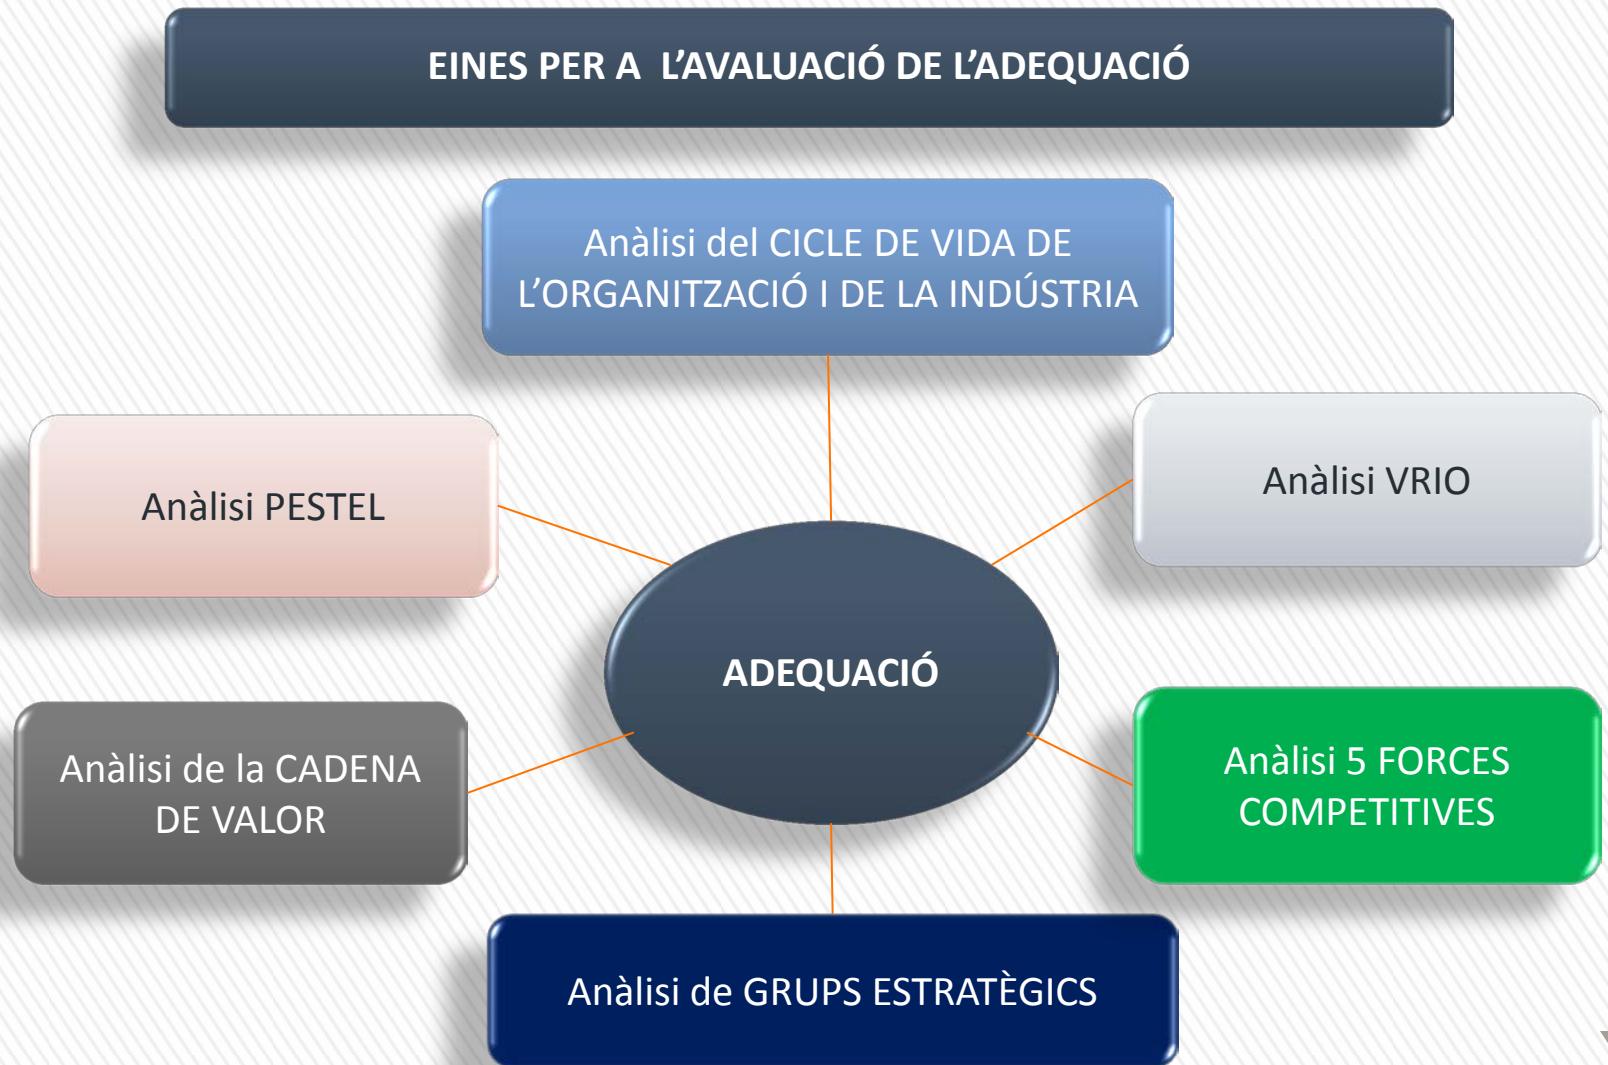 EINES PER A  L’AVALUACIÓ DE L’ADEQUACIÓ
Anàlisi del CICLE DE VIDA DE
L’ORGANITZACIÓ I DE LA INDÚSTRIA
Anàlisi PESTEL
Anàlisi VRIO
ADEQUACIÓ
Anàlisi de la CADENA
DE VALOR
Anàlisi 5 FORCES
COMPETITIVES
Anàlisi de GRUPS ESTRATÈGICS